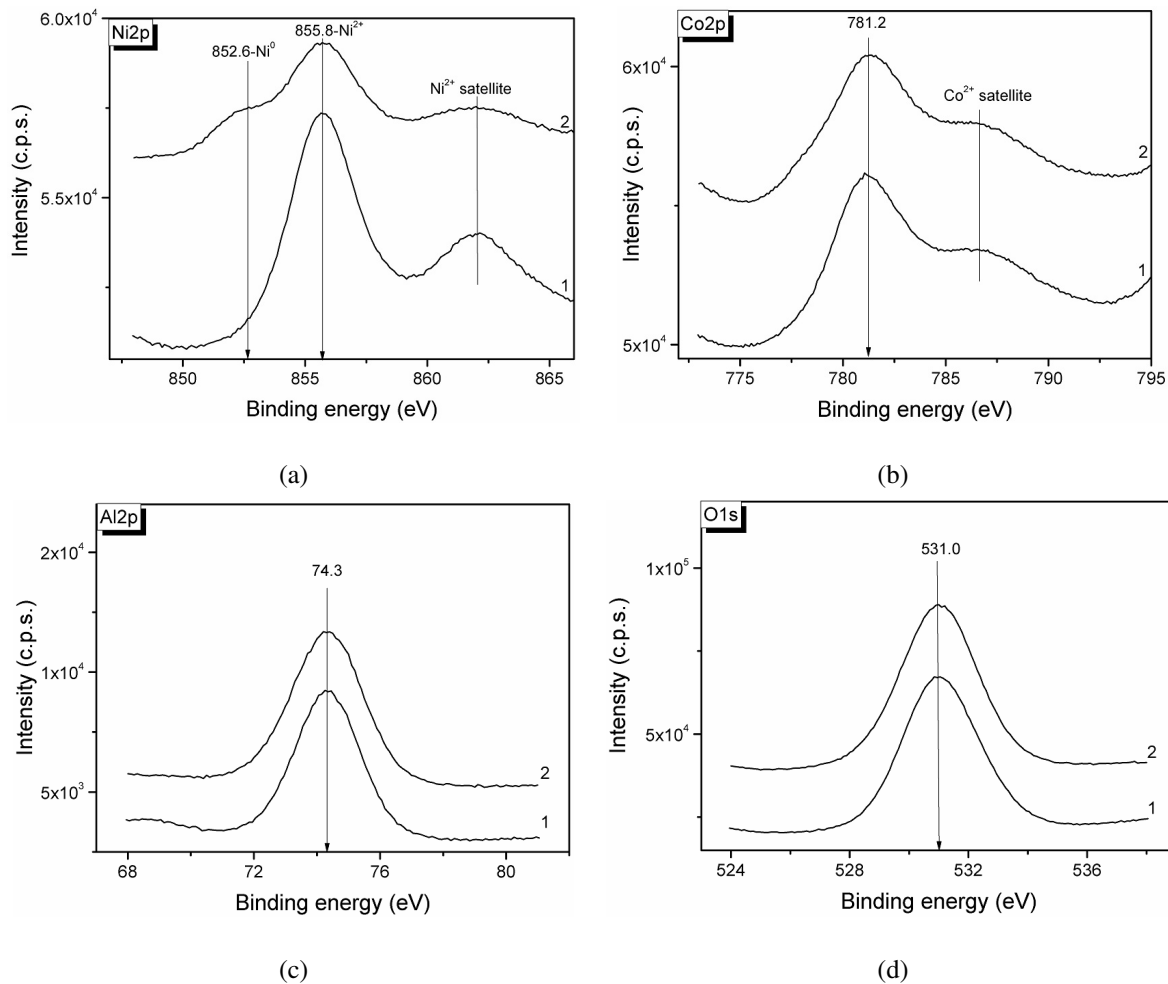 Ni2p
6.0x10⁴
852.6-Ni⁰
855.8-Ni²⁺
Ni²⁺ satellite
2
5.5x10⁴
1
Intensity (c.p.s.)
850 855 860 865
Binding energy (eV)
(a)
Co2p
781.2
6x10⁴
Co²⁺ satellite
2
1
5x10⁴
Intensity (c.p.s.)
775 780 785 790 795
Binding energy (eV)
(b)
Al2p
2x10⁴
74.3
1x10⁴
2
5x10³
1
Intensity (c.p.s.)
68 72 76 80
Binding energy (eV)
(c)
O1s
531.0
1x10⁵
5x10⁴
2
1
Intensity (c.p.s.)
524 528 532 536
Binding energy (eV)
(d)